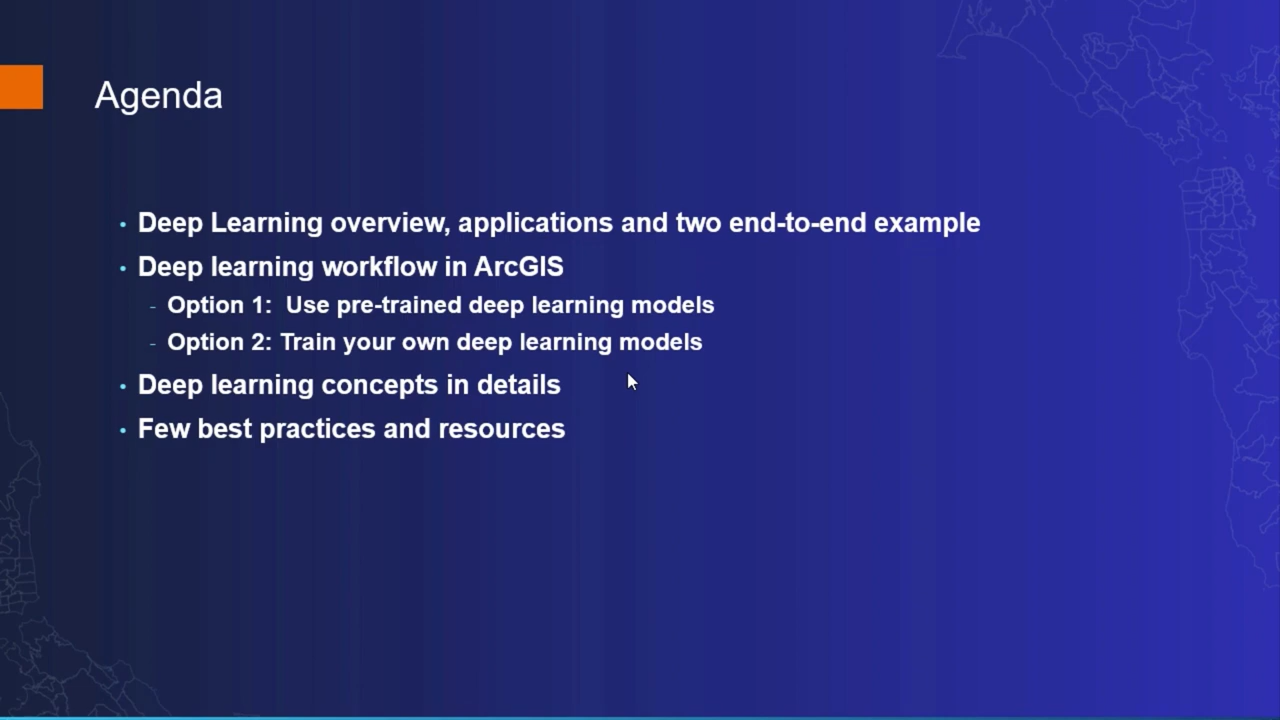 Agenda
• Deep Learning overview, applications and two end-to-end example
• Deep learning workflow in ArcGIS
- Option 1:  Use pre-trained deep learning models
- Option 2: Train your own deep learning models
• Deep learning concepts in details
• Few best practices and resources